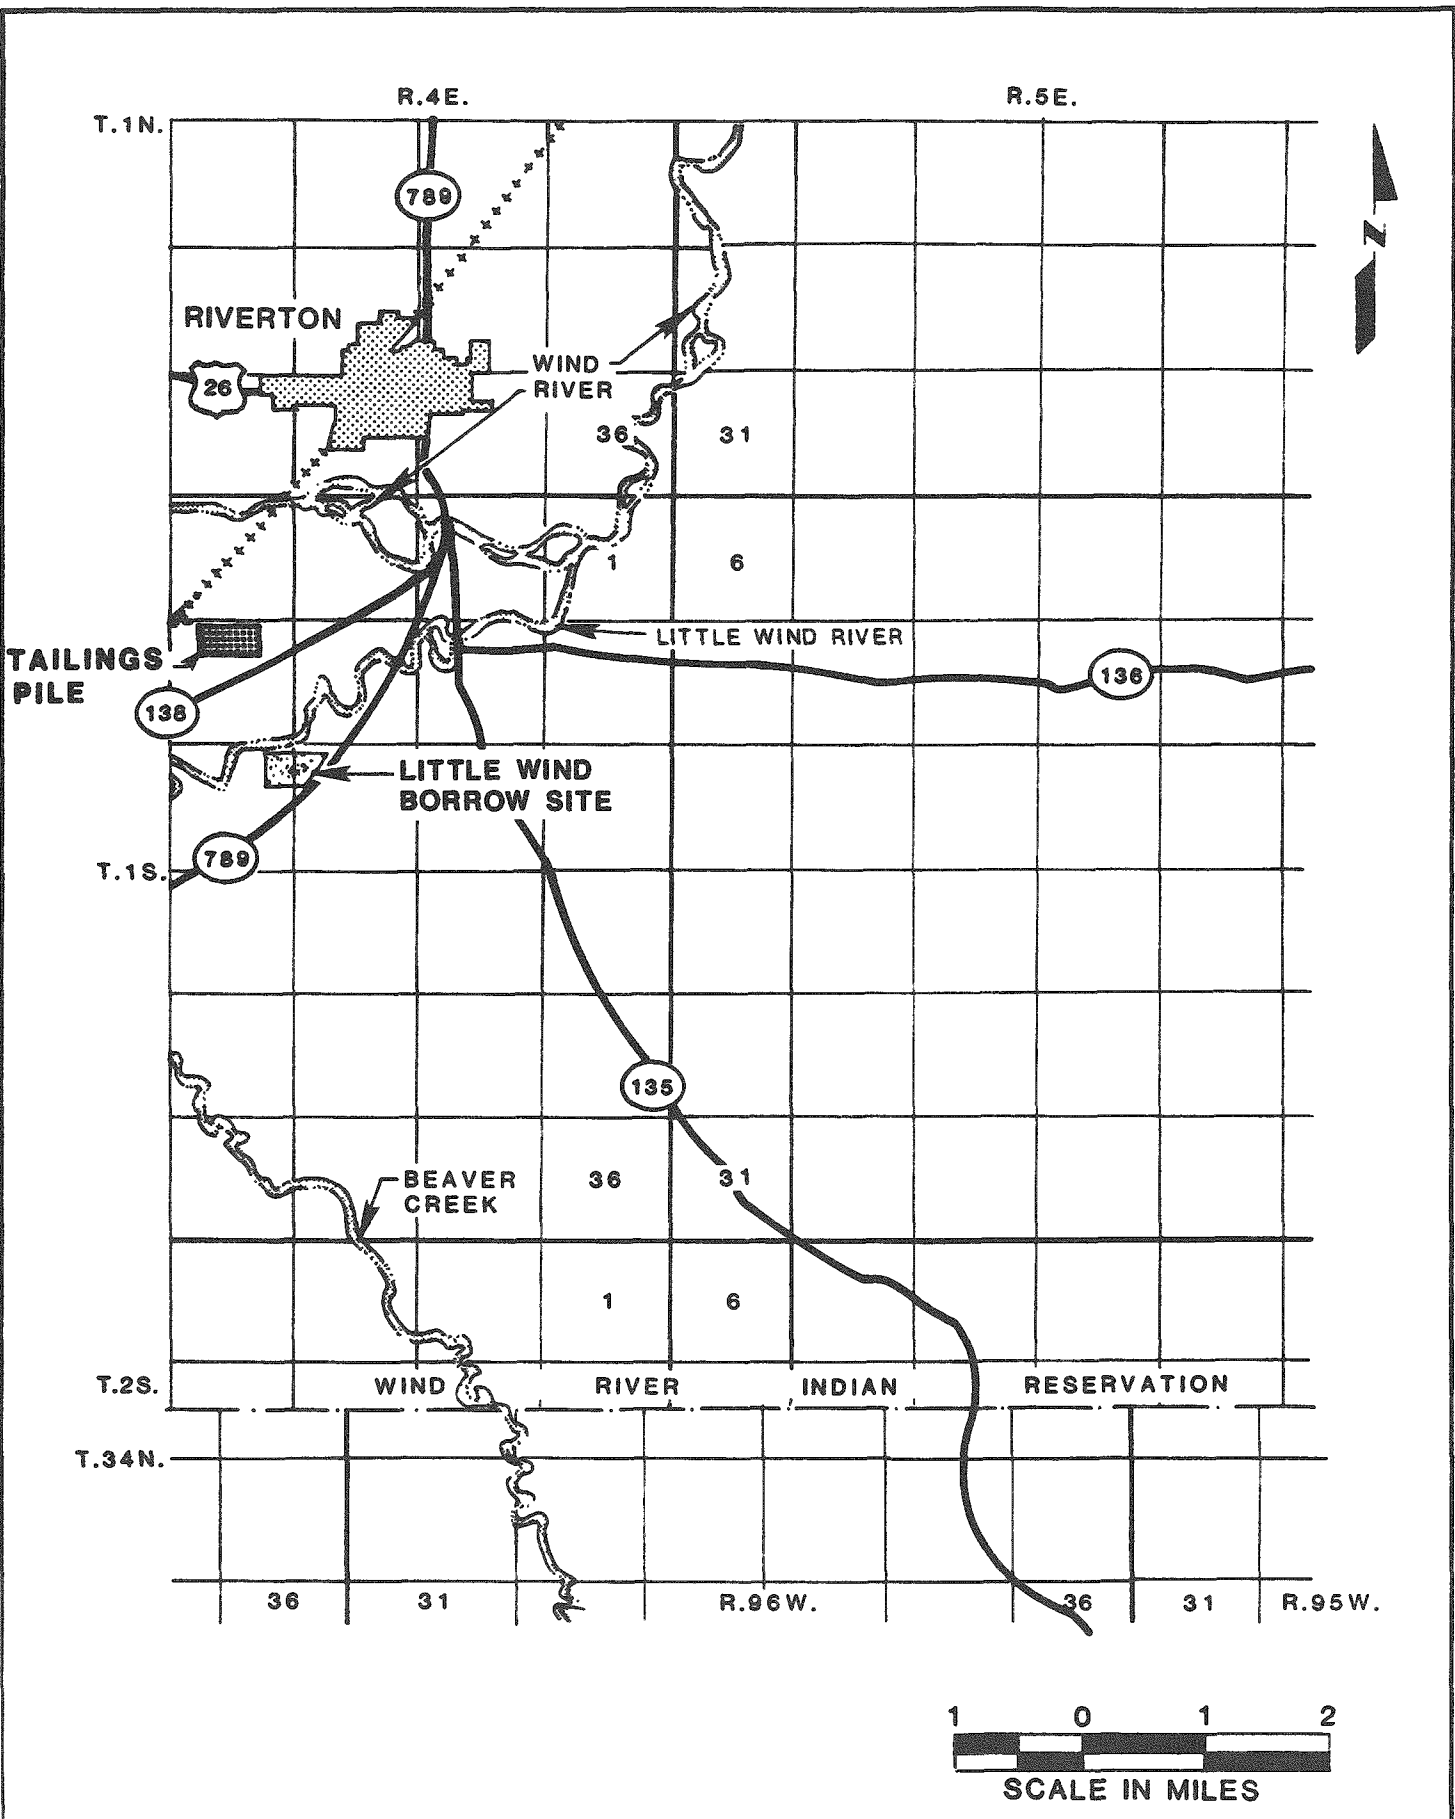 R.4E.
R.5E.
T.1N.
N
789
RIVERTON
WIND
RIVER
26
36
31
1
6
LITTLE WIND RIVER
TAILINGS
PILE
136
138
LITTLE WIND
BORROW SITE
789
T.1S.
135
BEAVER
CREEK
36
31
1
6
T.2S.
WIND RIVER INDIAN RESERVATION
T.34N.
36
31
R.96W.
36
31
R.95W.
1 0 1 2
SCALE IN MILES